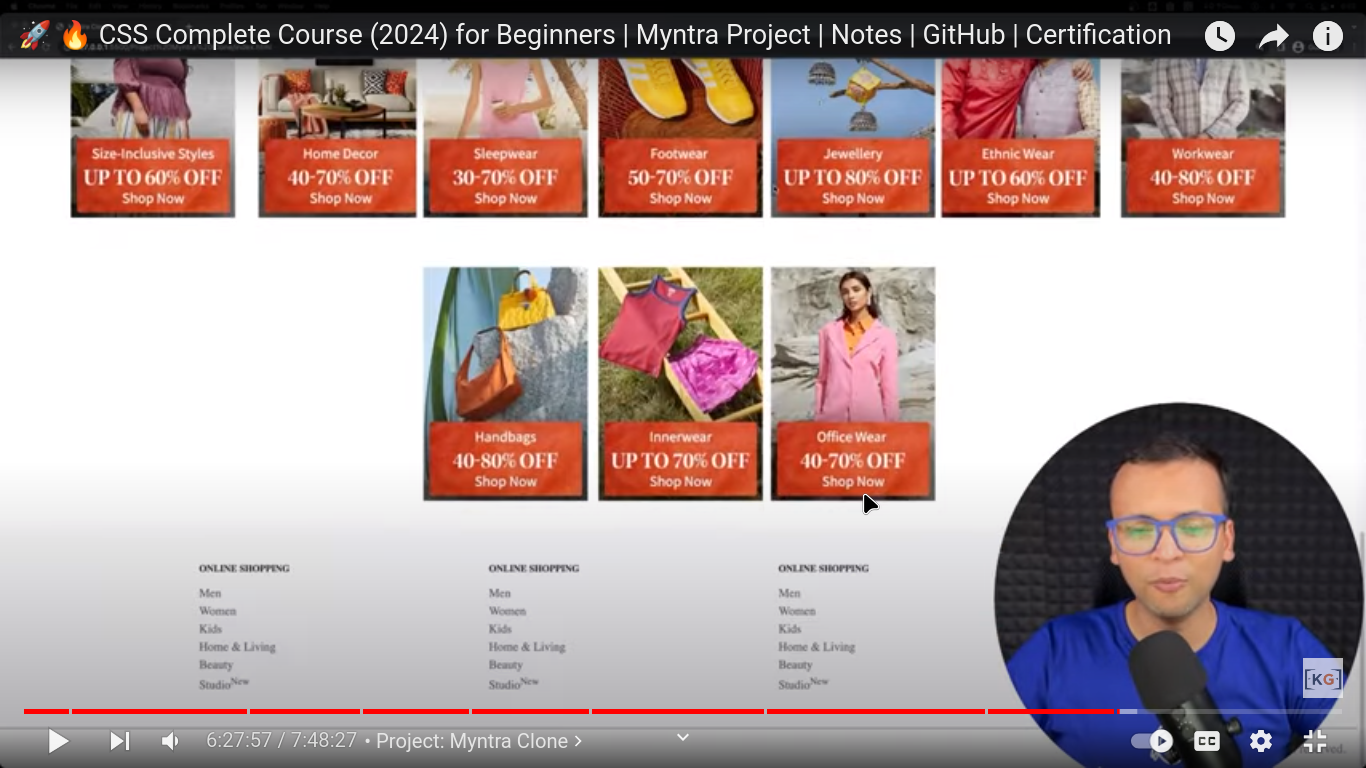 🚀 🔥 CSS Complete Course (2024) for Beginners | Myntra Project | Notes | GitHub | Certification
Size-Inclusive Styles
UP TO 60% OFF
Shop Now
Home Decor
40-70% OFF
Shop Now
Sleepwear
30-70% OFF
Shop Now
Footwear
50-70% OFF
Shop Now
Jewellery
UP TO 80% OFF
Shop Now
Ethnic Wear
UP TO 60% OFF
Shop Now
Workwear
40-80% OFF
Shop Now
Handbags
40-80% OFF
Shop Now
Innerwear
UP TO 70% OFF
Shop Now
Office Wear
40-70% OFF
Shop Now
ONLINE SHOPPING
Men
Women
Kids
Home & Living
Beauty
StudioNew
ONLINE SHOPPING
Men
Women
Kids
Home & Living
Beauty
StudioNew
ONLINE SHOPPING
Men
Women
Kids
Home & Living
Beauty
StudioNew
[KG]
6:27:57 / 7:48:27 • Project: Myntra Clone >
CC